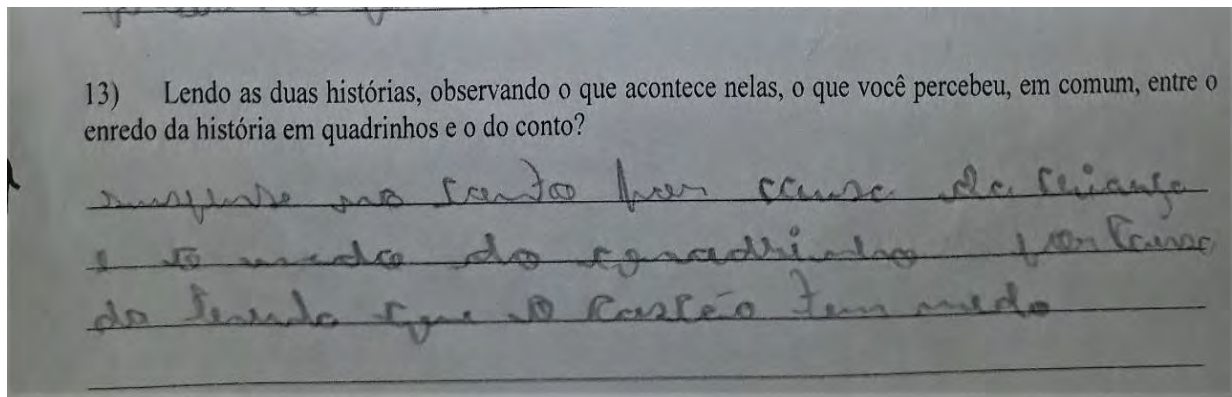 13) Lendo as duas histórias, observando o que acontece nelas, o que você percebeu, em comum, entre o
enredo da história em quadrinhos e o do conto?
suspense no conto por causa da criança
e o medo do quadrinho por causa
do que o Cascão tem medo